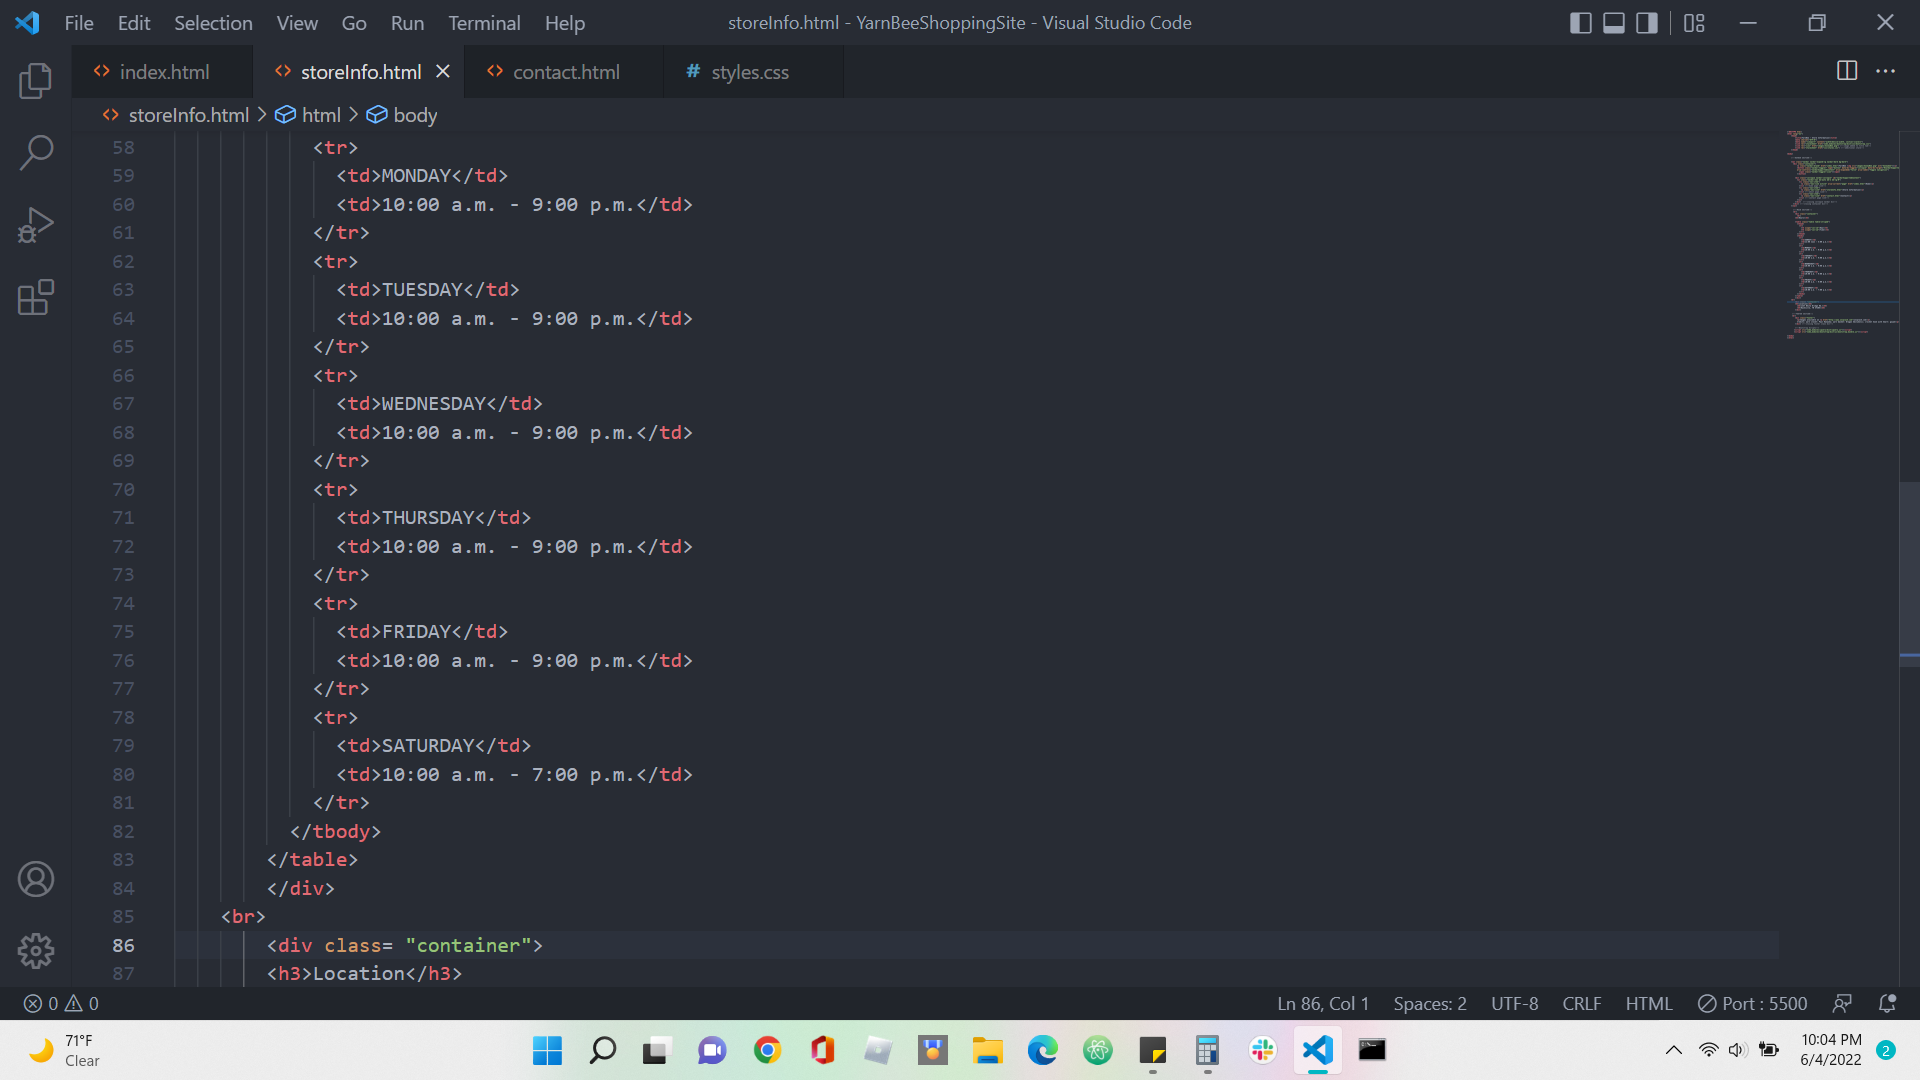 File Edit Selection View Go Run Terminal Help storeInfo.html - YarnBeeShoppingSite - Visual Studio Code
index.html storeInfo.html contact.html # styles.css
storeInfo.html > html > body
58 <tr>
59 <td>MONDAY</td>
60 <td>10:00 a.m. - 9:00 p.m.</td>
61 </tr>
62 <tr>
63 <td>TUESDAY</td>
64 <td>10:00 a.m. - 9:00 p.m.</td>
65 </tr>
66 <tr>
67 <td>WEDNESDAY</td>
68 <td>10:00 a.m. - 9:00 p.m.</td>
69 </tr>
70 <tr>
71 <td>THURSDAY</td>
72 <td>10:00 a.m. - 9:00 p.m.</td>
73 </tr>
74 <tr>
75 <td>FRIDAY</td>
76 <td>10:00 a.m. - 9:00 p.m.</td>
77 </tr>
78 <tr>
79 <td>SATURDAY</td>
80 <td>10:00 a.m. - 7:00 p.m.</td>
81 </tr>
82 </tbody>
83 </table>
84 </div>
85 <br>
86 <div class= "container">
87 <h3>Location</h3>
0 0 Ln 86, Col 1 Spaces: 2 UTF-8 CRLF HTML Port : 5500
71°F
Clear
10:04 PM
6/4/2022
2